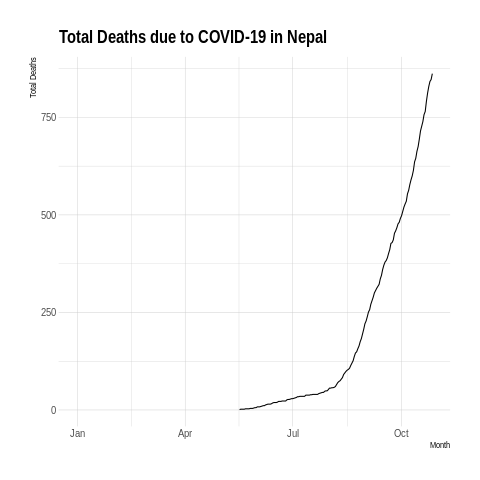 Total Deaths due to COVID-19 in Nepal
Total Deaths
750
500
250
0
Jan Apr Jul Oct
Month